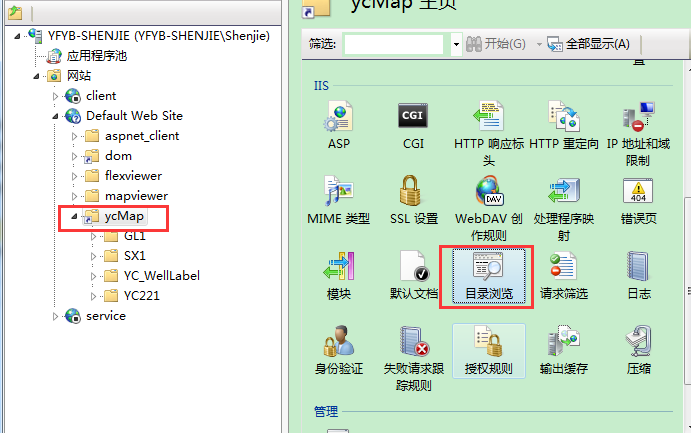 YFYB-SHENJIE (YFYB-SHENJIE\Shenjie)
应用程序池
网站
client
Default Web Site
aspnet_client
dom
flexviewer
mapviewer
ycMap
GL1
SX1
YC_WellLabel
YC221
service
ycMap 主页
筛选:
开始(G)
全部显示(A)
置
IIS
ASP
CGI
HTTP 响应标头
HTTP 重定向
IP 地址和域限制
MIME 类型
SSL 设置
WebDAV 创作规则
处理程序映射
错误页
模块
默认文档
目录浏览
请求筛选
日志
身份验证
失败请求跟踪规则
授权规则
输出缓存
压缩
管理